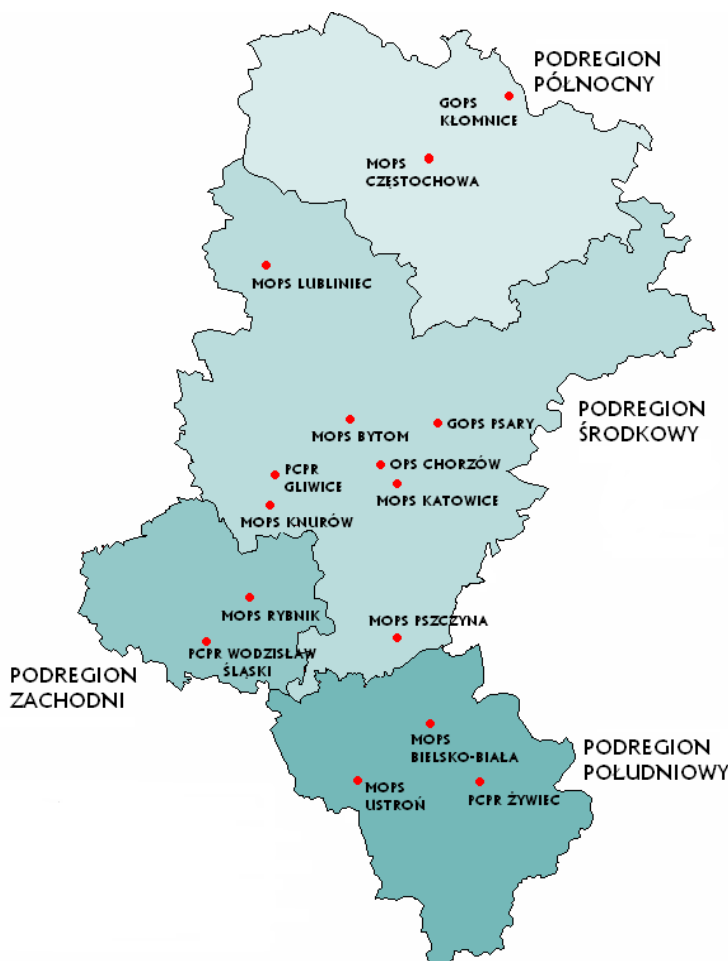 PODREGION
PÓŁNOCNY
GOPS
KŁOMNICE
MOPS
CZĘSTOCHOWA
MOPS LUBLINIEC
PODREGION
ŚRODKOWY
MOPS BYTOM
GOPS PSARY
PCPR
GLIWICE
OPS CHORZÓW
MOPS KATOWICE
MOPS KNURÓW
MOPS RYBNIK
MOPS PSZCZYNA
PCPR WODZISŁAW
ŚLĄSKI
PODREGION
ZACHODNI
MOPS
BIELSKO-BIAŁA
PODREGION
POŁUDNIOWY
MOPS
USTROŃ
PCPR ŻYWIEC